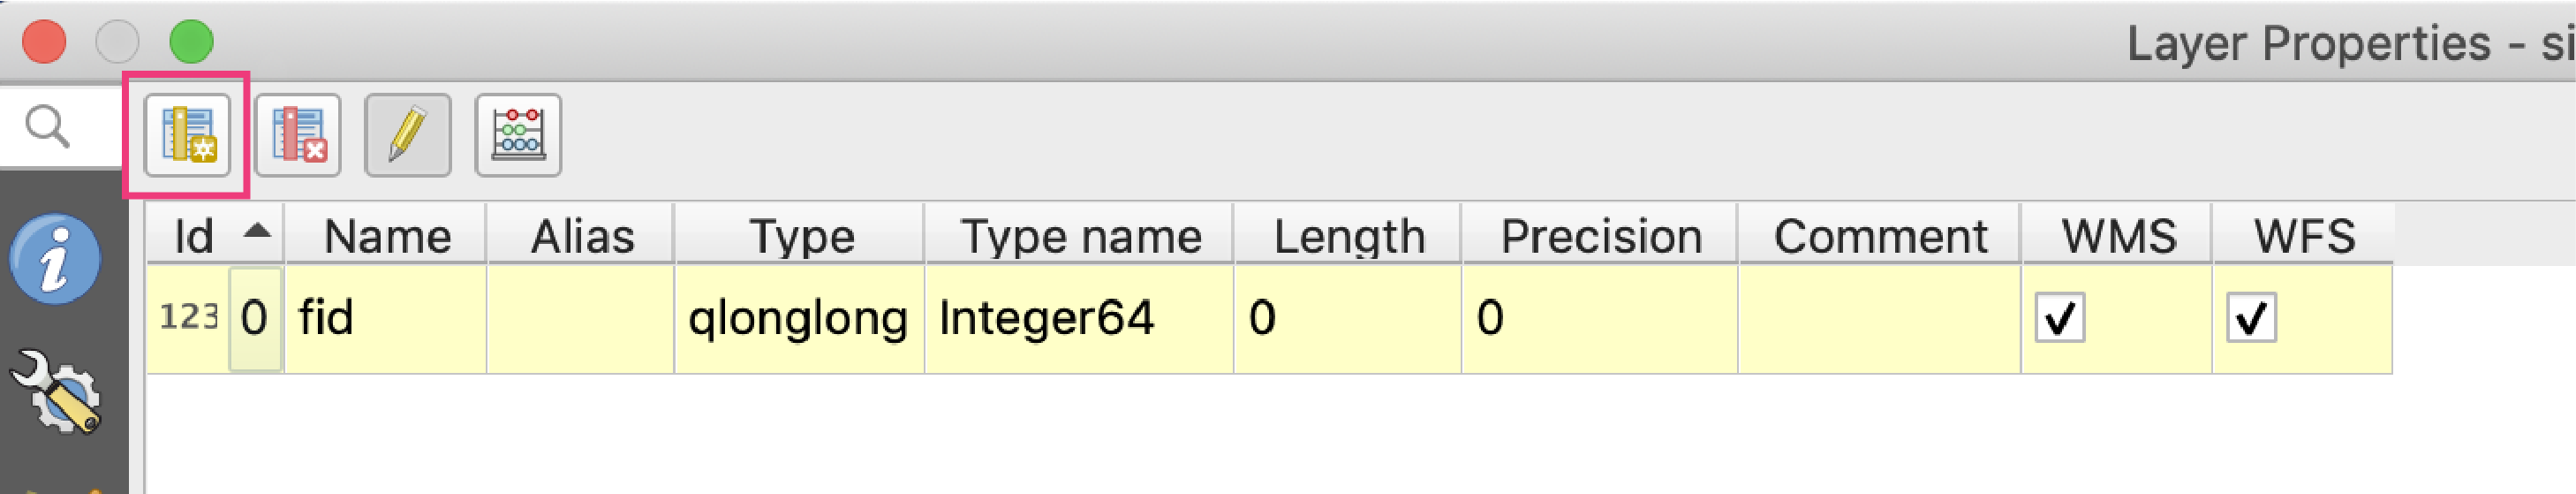 Layer Properties - si
Id Name Alias Type Type name Length Precision Comment WMS WFS
123 0 fid qlonglong Integer64 0 0